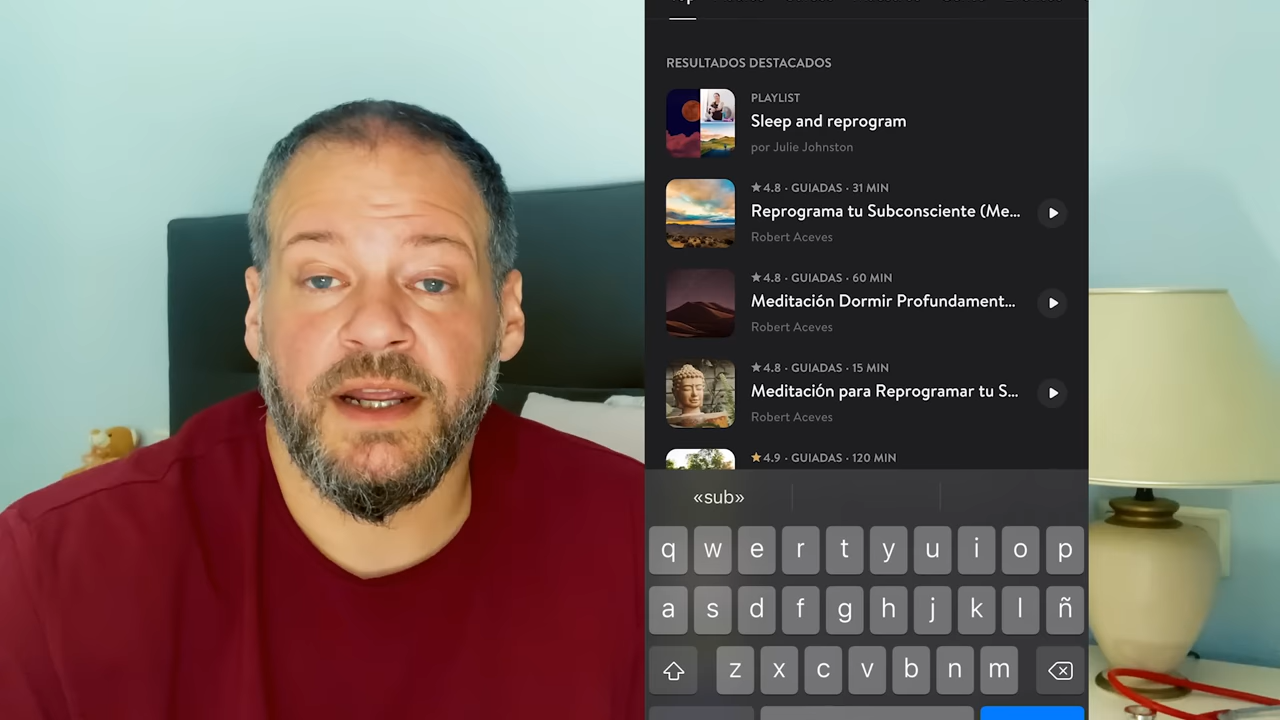 RESULTADOS DESTACADOS
PLAYLIST
Sleep and reprogram
por Julie Johnston
★4.8 · GUIADAS · 31 MIN
Reprograma tu Subconsciente (Me...
Robert Aceves
★4.8 · GUIADAS · 60 MIN
Meditación Dormir Profundament...
Robert Aceves
★4.8 · GUIADAS · 15 MIN
Meditación para Reprogramar tu S...
Robert Aceves
★4.9 · GUIADAS · 120 MIN
«sub»
q w e r t y u i o p
a s d f g h j k l ñ
z x c v b n m